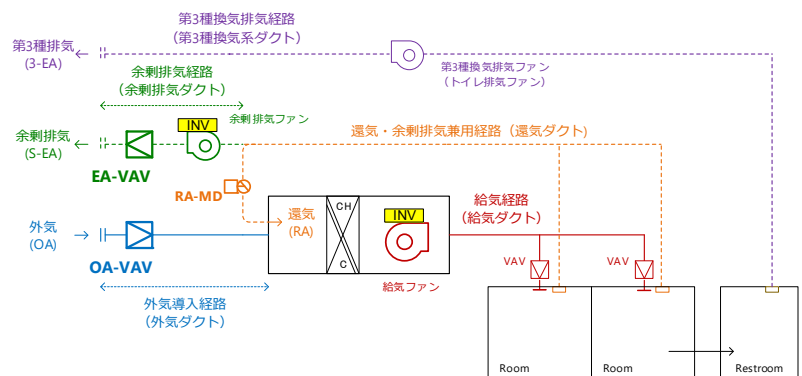 第3種換気排気経路
（第3種換気系ダクト）
第3種排気
(3-EA)
第3種換気排気ファン
（トイレ排気ファン）
余剰排気経路
（余剰排気ダクト）
INV
余剰排気ファン
余剰排気
(S-EA)
EA-VAV
還気・余剰排気兼用経路（還気ダクト)
RA-MD
還気
(RA)
CH
C
INV
給気ファン
給気経路
（給気ダクト）
外気
(OA)
OA-VAV
外気導入経路
（外気ダクト）
VAV
VAV
Room
Room
Restroom